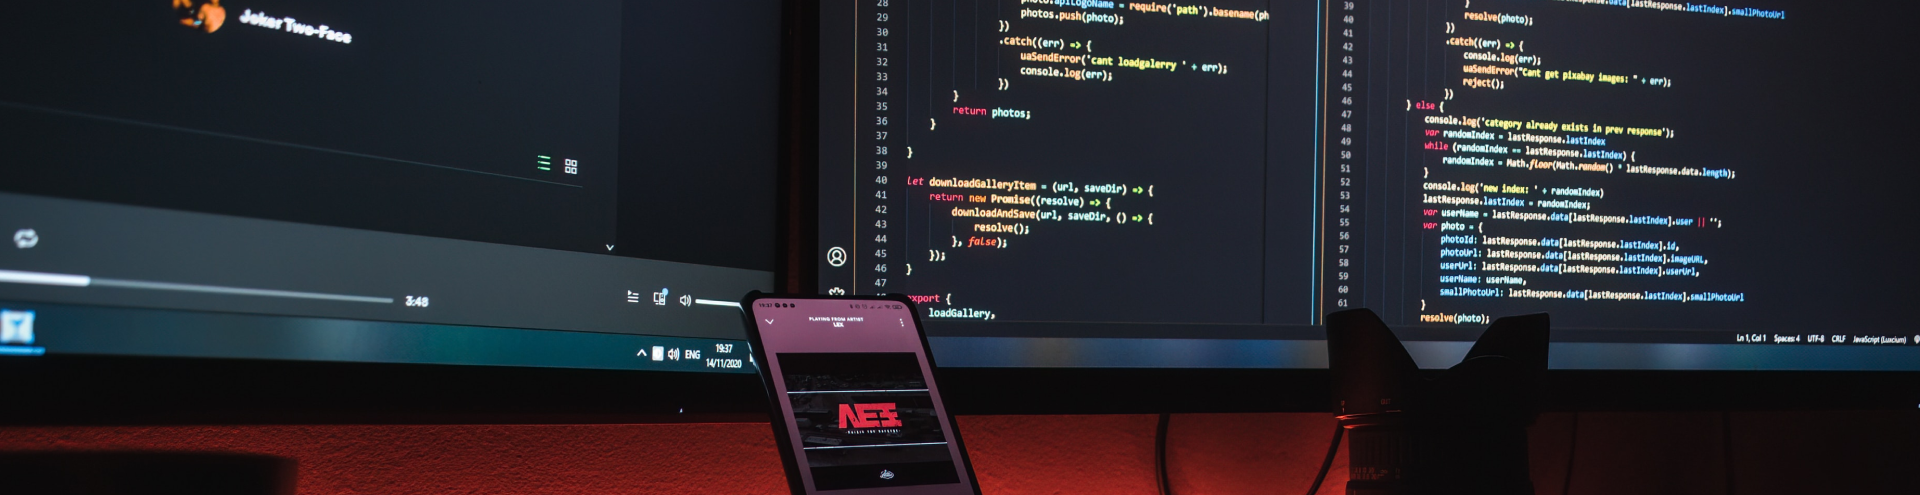 Joker Two-Face
3:48
ENG
19:37
14/11/2020
28
29
photos.push(photo);
30
})
31
.catch((err) => {
32
uaSendError('cant loadgalerry ' + err);
33
console.log(err);
34
})
35
}
36
return photos;
37
}
38
}
39
40
let downloadGalleryItem = (url, saveDir) => {
41
return new Promise((resolve) => {
42
downloadAndSave(url, saveDir, () => {
43
resolve();
44
}, false);
45
});
46
}
47
export {
loadGallery,
39
}
40
resolve(photo);
41
})
42
.catch((err) => {
43
console.log(err);
44
uaSendError("Cant get pixabay images: " + err);
45
reject();
46
})
47
} else {
48
console.log('category already exists in prev response');
49
var randomIndex = lastResponse.lastIndex
50
while (randomIndex == lastResponse.lastIndex) {
51
randomIndex = Math.floor(Math.random() * lastResponse.data.length);
52
}
53
console.log('new index: ' + randomIndex)
54
lastResponse.lastIndex = randomIndex;
55
var userName = lastResponse.data[lastResponse.lastIndex].user || '';
56
var photo = {
57
photoId: lastResponse.data[lastResponse.lastIndex].id,
58
photoUrl: lastResponse.data[lastResponse.lastIndex].imageURL,
59
userUrl: lastResponse.data[lastResponse.lastIndex].userUrl,
60
userName: userName,
61
smallPhotoUrl: lastResponse.data[lastResponse.lastIndex].smallPhotoUrl
}
resolve(photo);
Ln 1, Col 1 Spaces: 4 UTF-8 CRLF JavaScript (Luxcium)
19:37
PLAYING FROM ARTIST
LEX